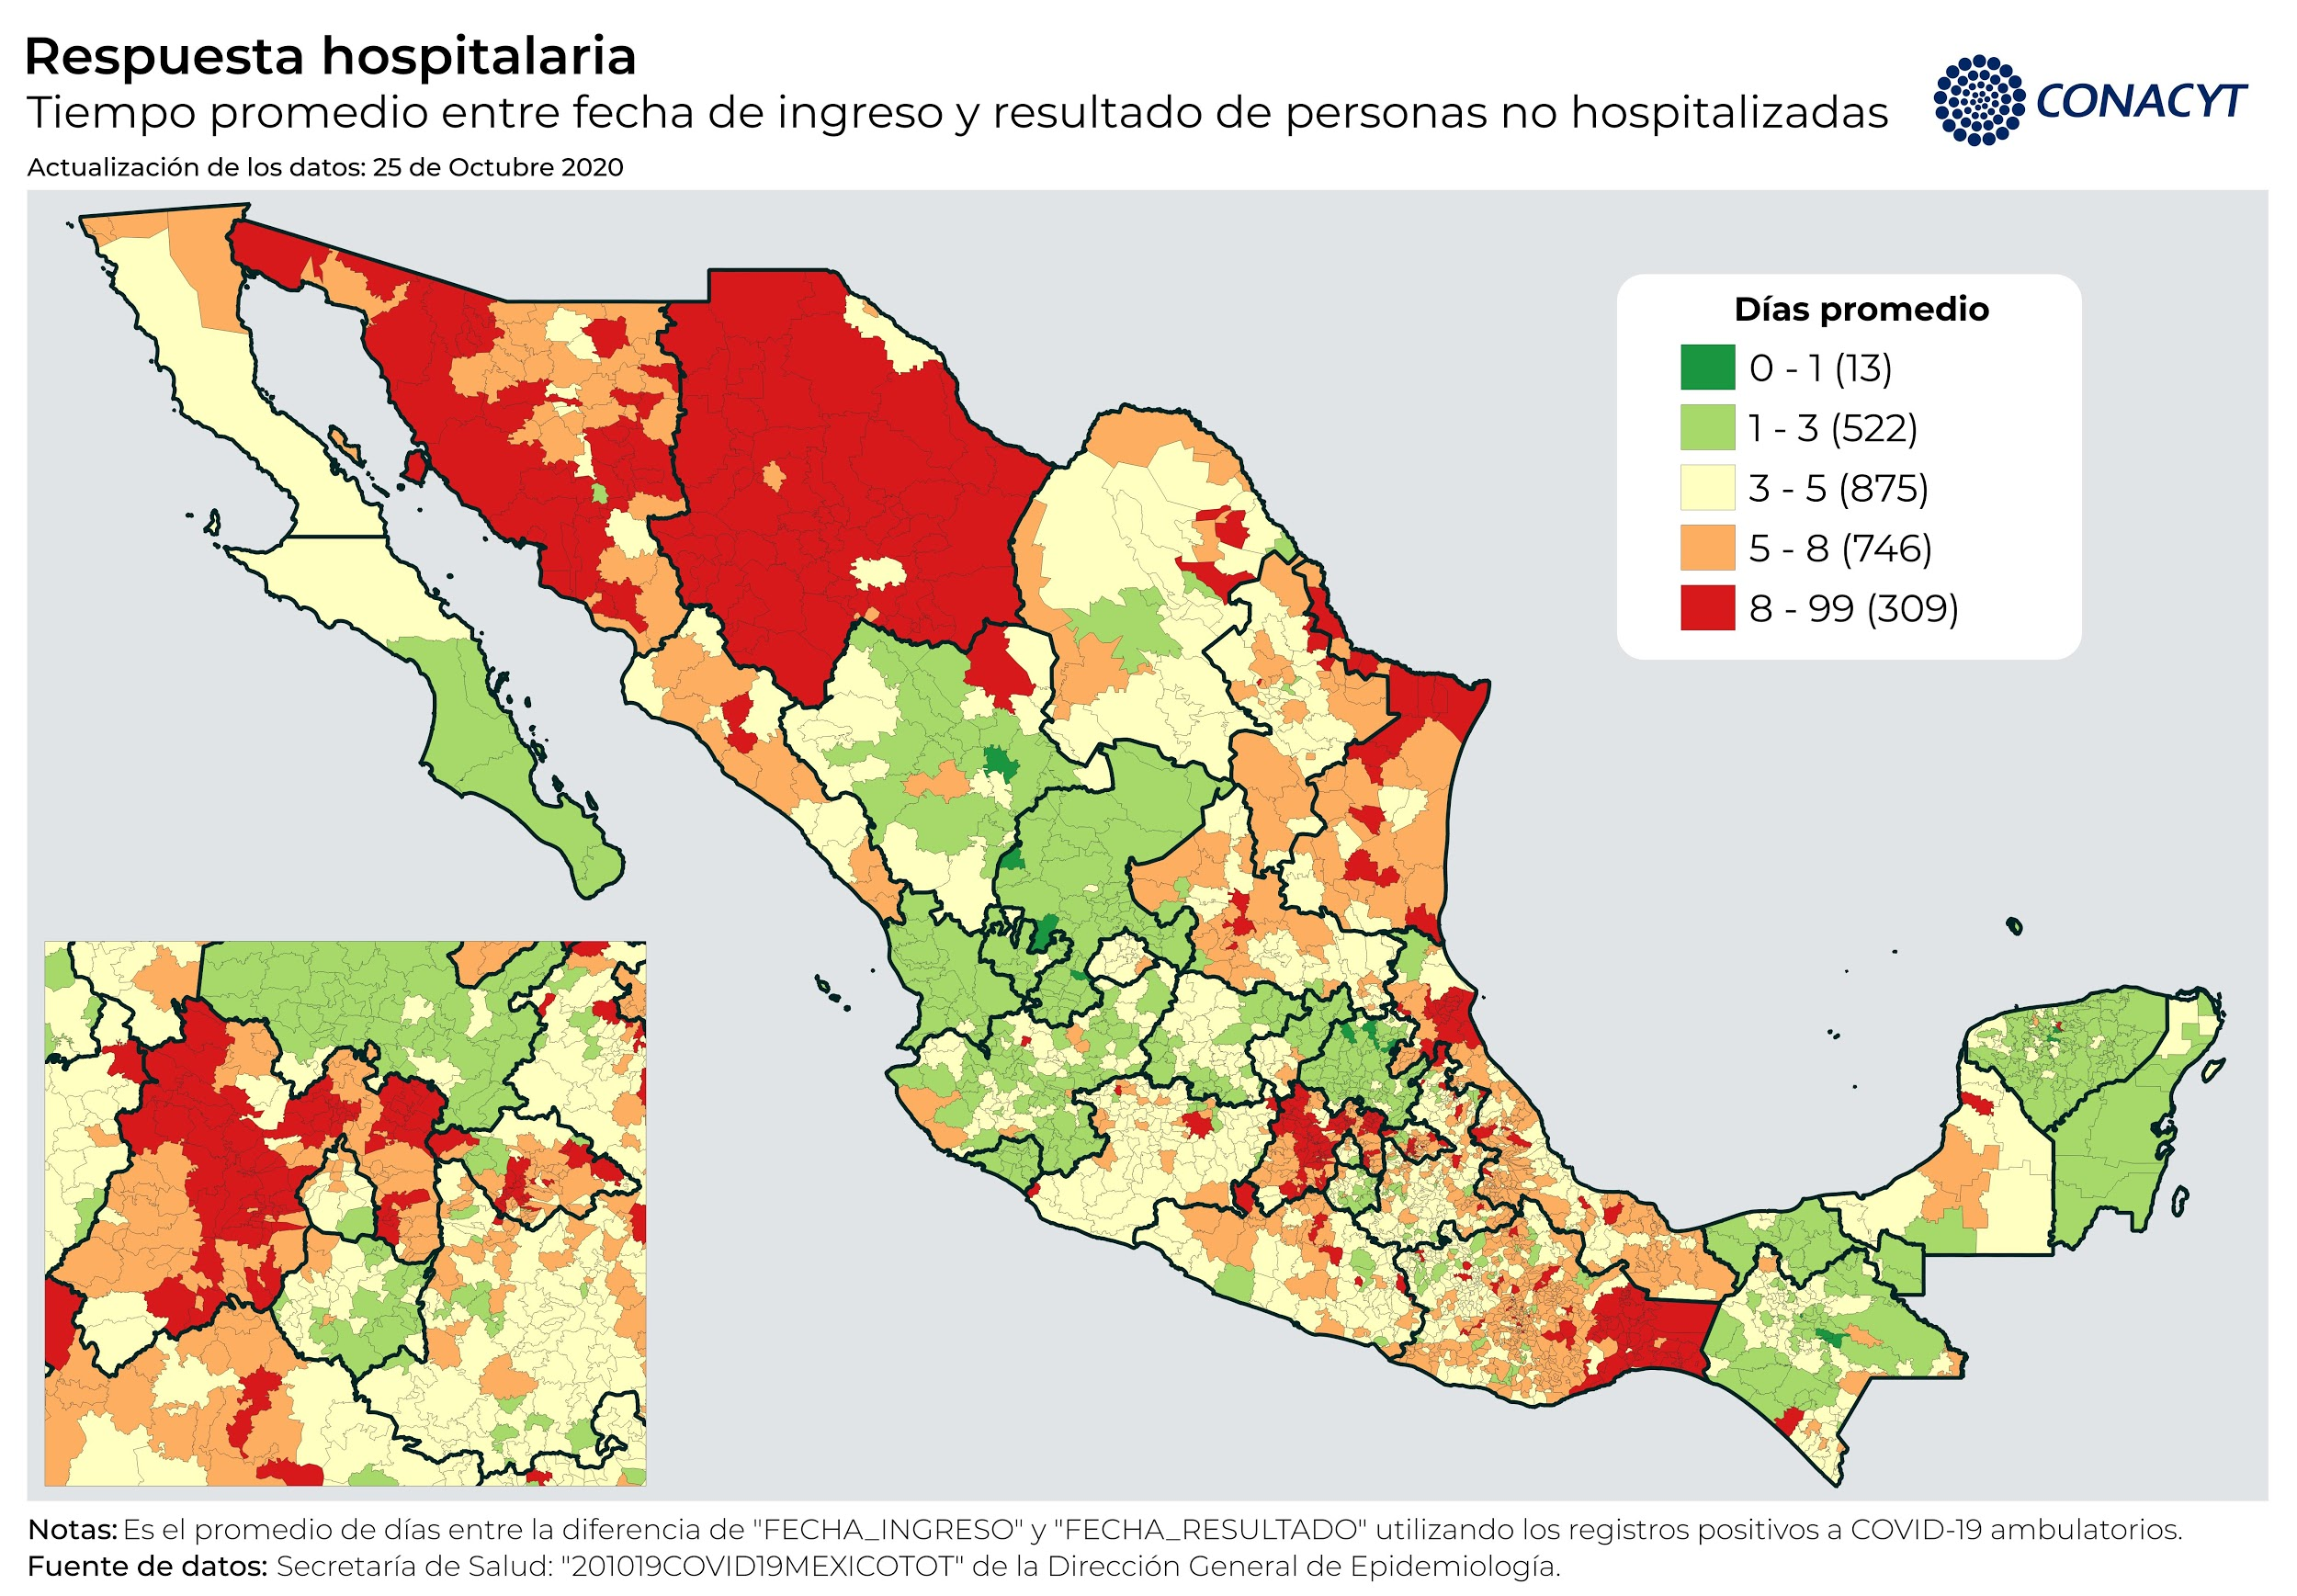 Respuesta hospitalaria
Tiempo promedio entre fecha de ingreso y resultado de personas no hospitalizadas
CONACYT
Actualización de los datos: 25 de Octubre 2020
Días promedio
0 - 1 (13)
1 - 3 (522)
3 - 5 (875)
5 - 8 (746)
8 - 99 (309)
Notas: Es el promedio de días entre la diferencia de "FECHA_INGRESO" y "FECHA_RESULTADO" utilizando los registros positivos a COVID-19 ambulatorios.
Fuente de datos: Secretaría de Salud: "201019COVID19MEXICOTOT" de la Dirección General de Epidemiología.